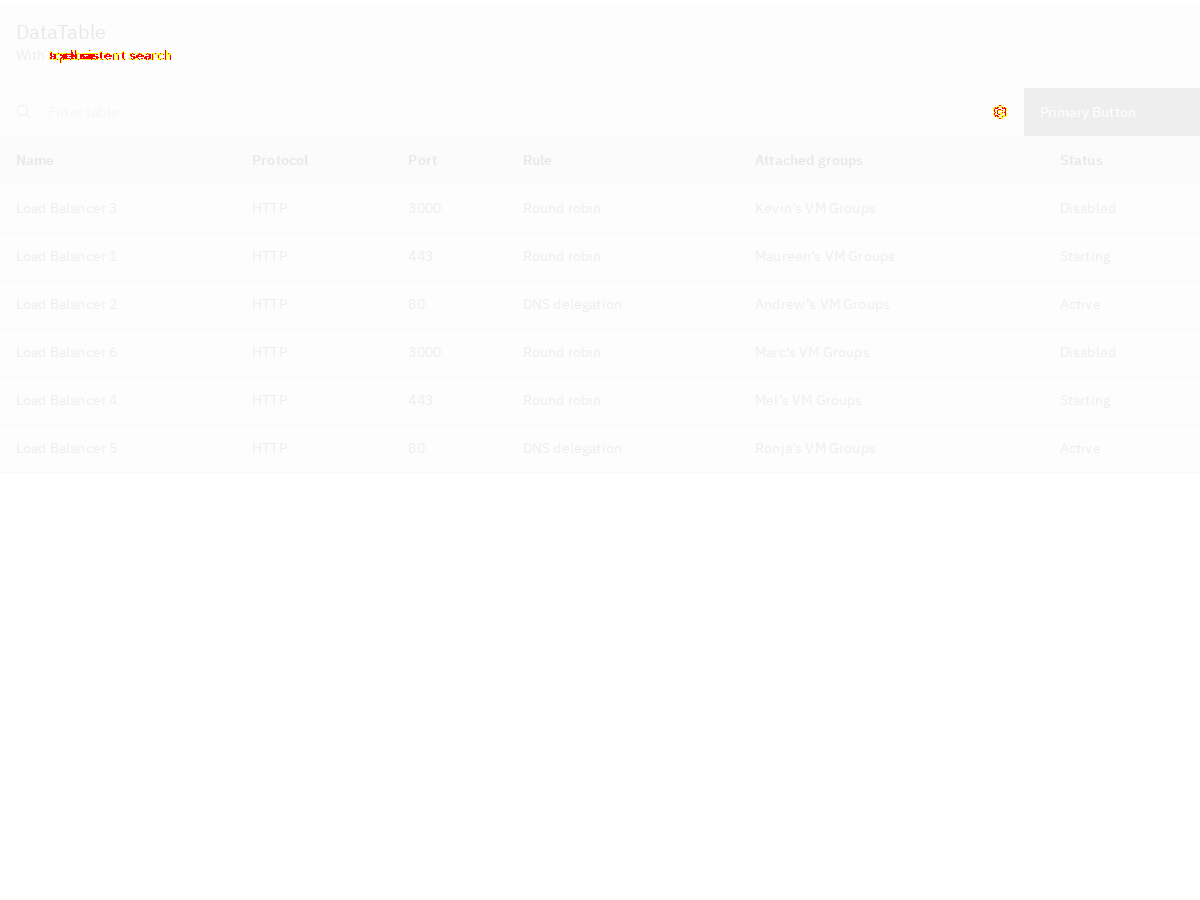 DataTable
With search
Filter table
Primary Button
Name Protocol Port Rule Attached groups Status
Load Balancer 3 HTTP 3000 Round robin Kevin's VM Groups Disabled
Load Balancer 1 HTTP 443 Round robin Maureen's VM Groups Starting
Load Balancer 2 HTTP 80 DNS delegation Andrew's VM Groups Active
Load Balancer 6 HTTP 3000 Round robin Marc's VM Groups Disabled
Load Balancer 4 HTTP 443 Round robin Mel's VM Groups Starting
Load Balancer 5 HTTP 80 DNS delegation Ronja's VM Groups Active